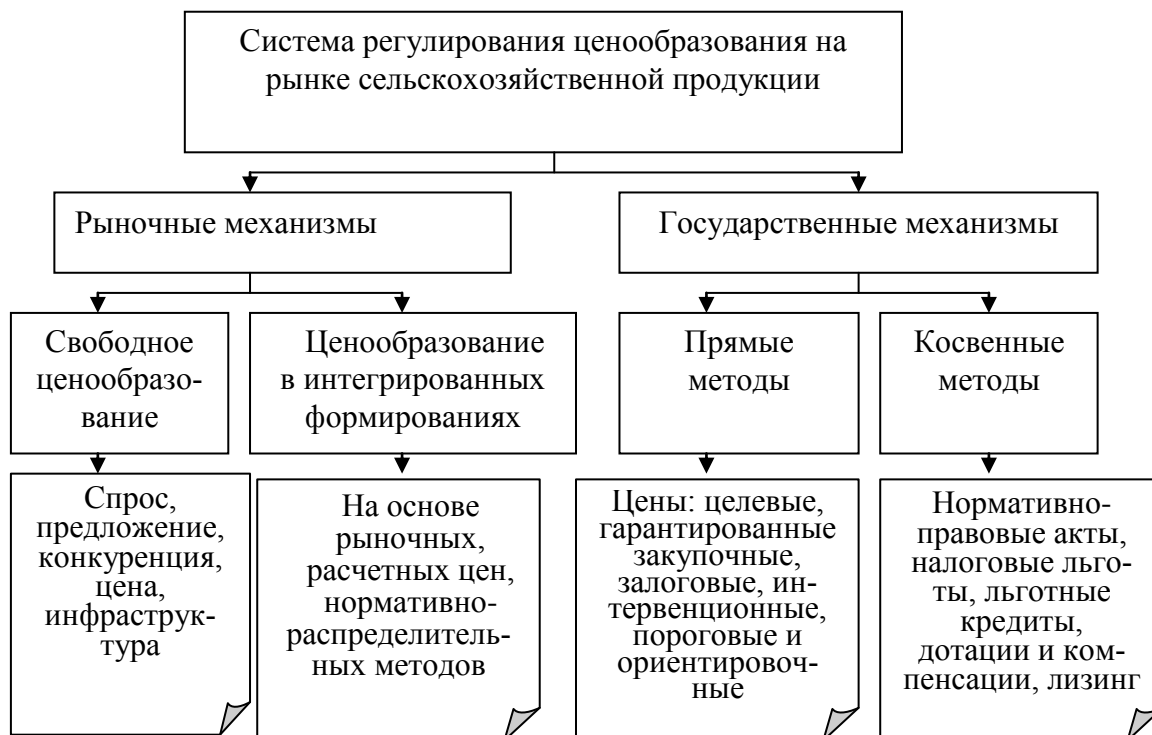 Система регулирования ценообразования на
рынке сельскохозяйственной продукции
Рыночные механизмы
Государственные механизмы
Свободное
ценообразо-
вание
Ценообразование
в интегрированных
формированиях
Прямые
методы
Косвенные
методы
Спрос,
предложение,
конкуренция,
цена,
инфраструк-
тура
На основе
рыночных,
расчетных цен,
нормативно-
распределитель-
ных методов
Цены: целевые,
гарантированные
закупочные,
залоговые, ин-
тервенционные,
пороговые и
ориентировоч-
ные
Нормативно-
правовые акты,
налоговые льго-
ты, льготные
кредиты,
дотации и ком-
пенсации, лизинг